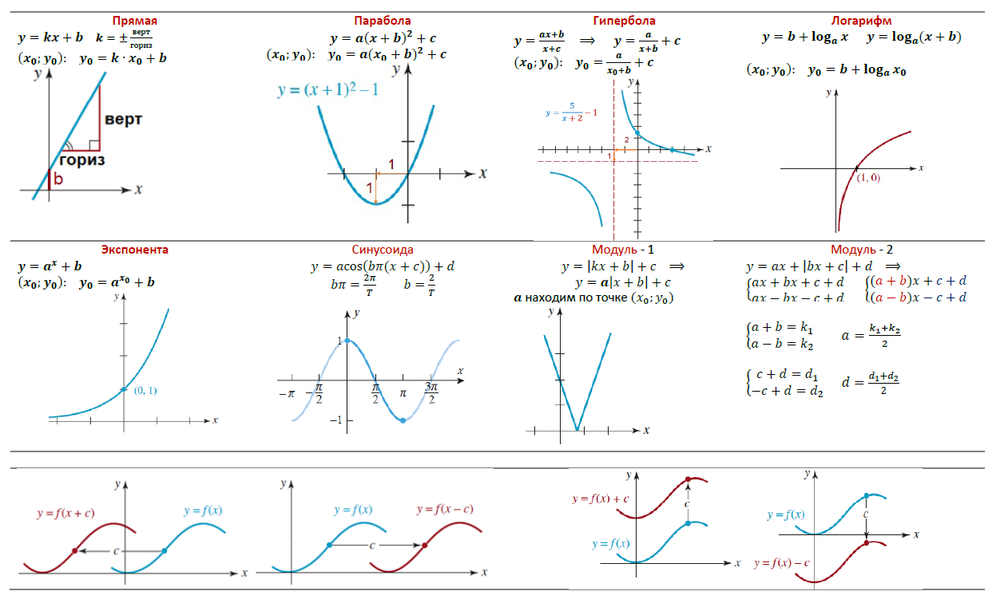 Прямая
y = kx + b   k = ± верт/гориз
(x₀; y₀):   y₀ = k · x₀ + b
y
верт
гориз
b
x
Парабола
y = a(x + b)² + c
(x₀; y₀):   y₀ = a(x₀ + b)² + c
y
y = (x + 1)² – 1
1
x
1
Гипербола
y = (ax+b)/(x+c)   ⇒   y = a/(x+b) + c
(x₀; y₀):   y₀ = a/(x₀+b) + c
y
y = 5/(x + 2) – 1
2
x
1
Логарифм
y = b + logₐ x   y = logₐ(x + b)
(x₀; y₀):   y₀ = b + logₐ x₀
y
x
(1, 0)
Экспонента
y = aˣ + b
(x₀; y₀):   y₀ = a^x₀ + b
y
(0, 1)
x
Синусоида
y = acos(bπ(x + c)) + d
bπ = 2π/T   b = 2/T
y
1
x
−π   −π/2   π/2   π   3π/2
−1
Модуль - 1
y = |kx + b| + c   ⇒
y = a|x + b| + c
a находим по точке (x₀; y₀)
y
x
Модуль - 2
y = ax + |bx + c| + d   ⇒
{ax + bx + c + d   {(a + b)x + c + d
{ax − bx − c + d   {(a − b)x − c + d
{a + b = k₁
{a − b = k₂   a = (k₁+k₂)/2
{c + d = d₁
{−c + d = d₂   d = (d₁+d₂)/2
y
y = f(x + c)   y = f(x)
c
x
y
y = f(x)   y = f(x − c)
c
x
y
y = f(x) + c
c
y = f(x)
x
y
y = f(x)
c
x
y = f(x) − c